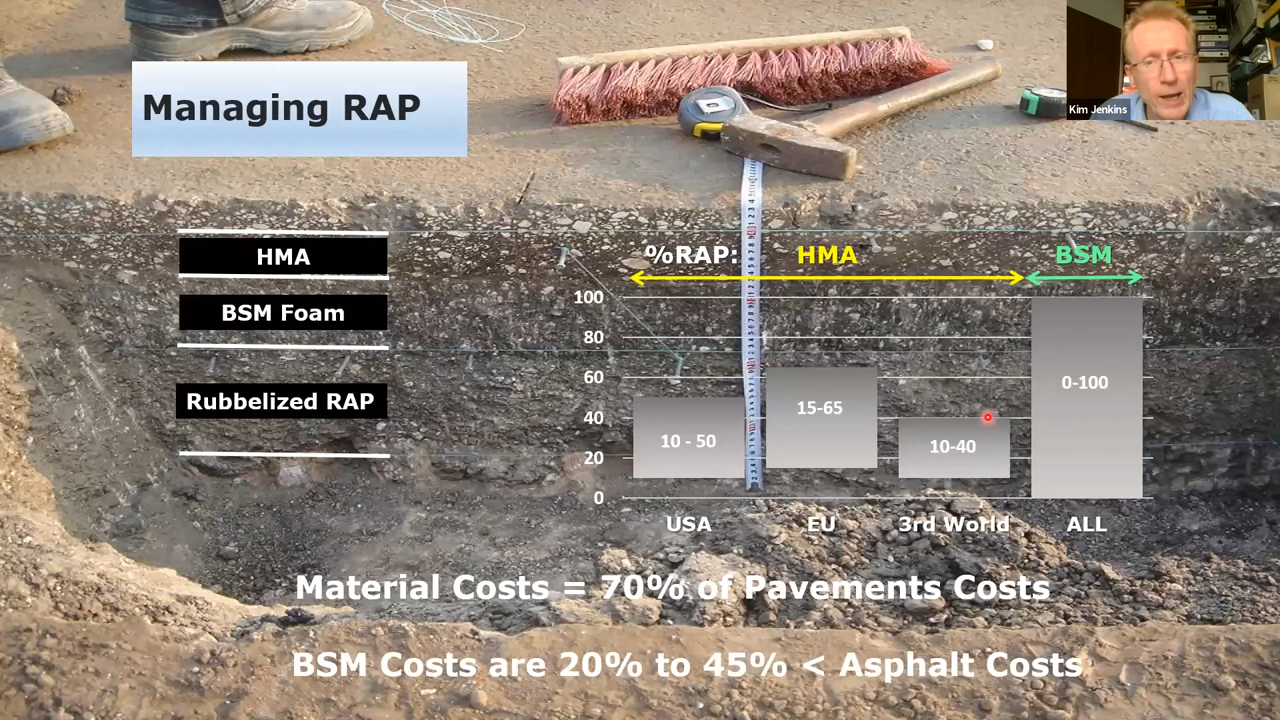 Managing RAP
Kim Jenkins
HMA
BSM Foam
Rubbelized RAP
%RAP: HMA BSM
100
80
60
40
20
0
10 - 50
15-65
10-40
0-100
USA EU 3rd World ALL
Material Costs = 70% of Pavements Costs
BSM Costs are 20% to 45% < Asphalt Costs